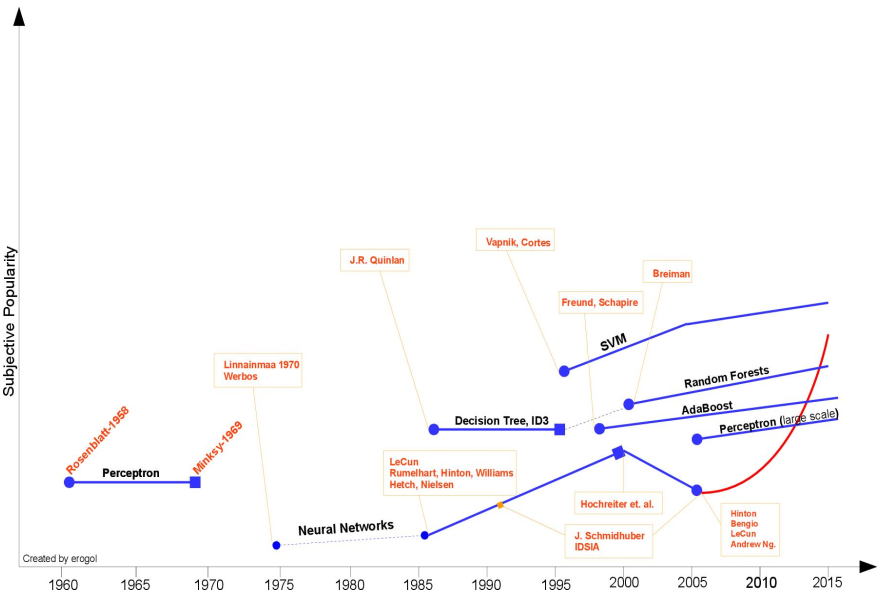 Subjective Popularity
Vapnik, Cortes
J.R. Quinlan
Breiman
Freund, Schapire
SVM
Linnainmaa 1970
Werbos
Random Forests
AdaBoost
Decision Tree, ID3
Perceptron (large scale)
Rosenblatt-1958
Minksy-1969
Perceptron
LeCun
Rumelhart, Hinton, Williams
Hetch, Nielsen
Hochreiter et. al.
Neural Networks
J. Schmidhuber
IDSIA
Hinton
Bengio
LeCun
Andrew Ng.
Created by erogol
1960 1965 1970 1975 1980 1985 1990 1995 2000 2005 2010 2015